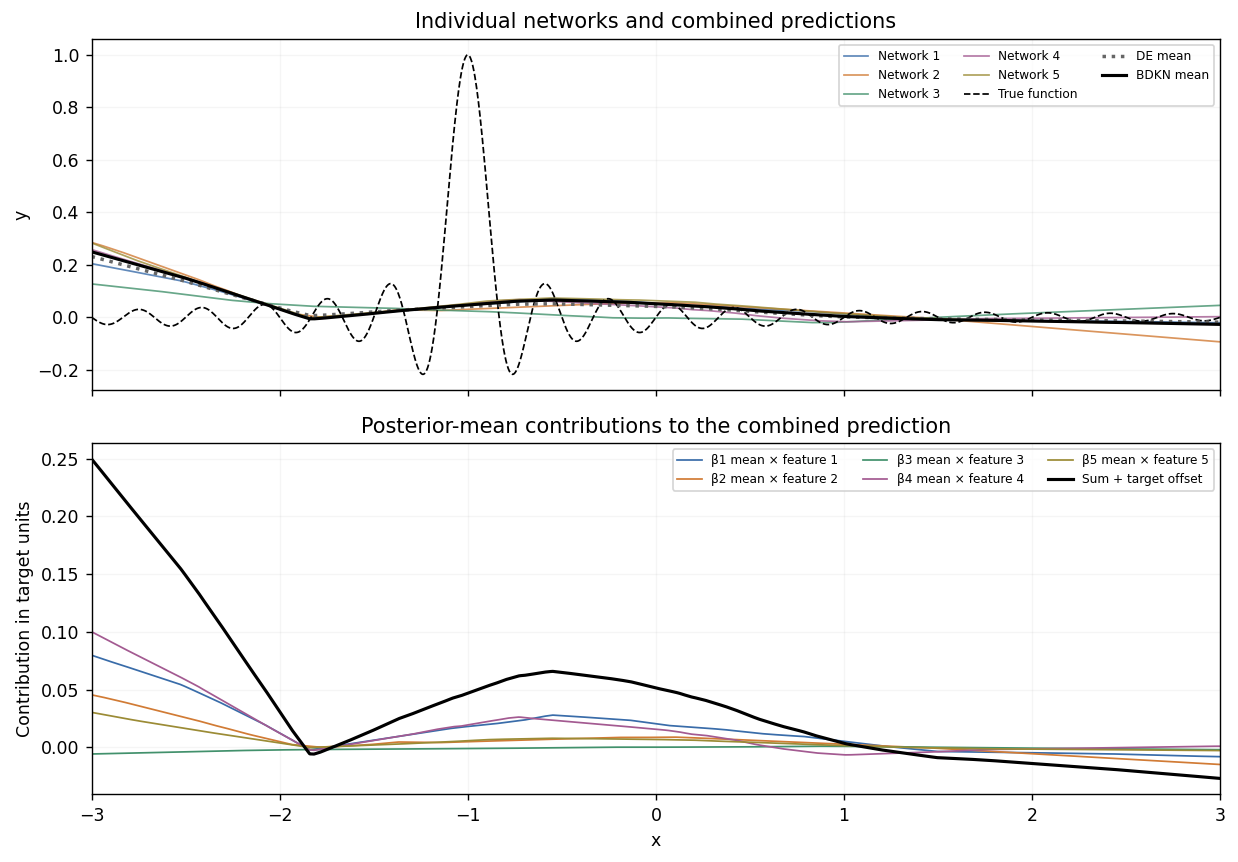 Individual networks and combined predictions
1.0
0.8
0.6
0.4
0.2
0.0
−0.2
y
Network 1
Network 2
Network 3
Network 4
Network 5
True function
DE mean
BDKN mean
Posterior-mean contributions to the combined prediction
0.25
0.20
0.15
0.10
0.05
0.00
Contribution in target units
β1 mean × feature 1
β2 mean × feature 2
β3 mean × feature 3
β4 mean × feature 4
β5 mean × feature 5
Sum + target offset
−3
−2
−1
0
1
2
3
x